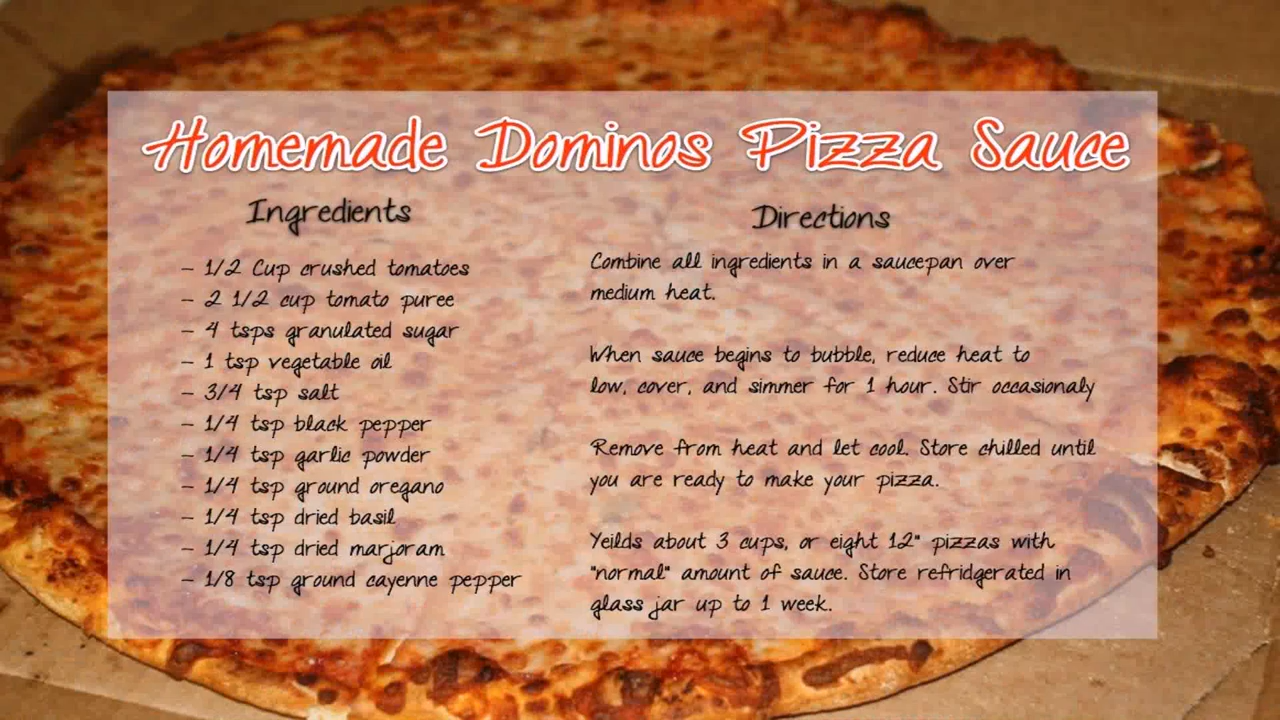 Homemade Dominos Pizza Sauce
Ingredients
- 1/2 Cup crushed tomatoes
- 2 1/2 cup tomato puree
- 4 tsps granulated sugar
- 1 tsp vegetable oil
- 3/4 tsp salt
- 1/4 tsp black pepper
- 1/4 tsp garlic powder
- 1/4 tsp ground oregano
- 1/4 tsp dried basil
- 1/4 tsp dried marjoram
- 1/8 tsp ground cayenne pepper
Directions
Combine all ingredients in a saucepan over
medium heat.
When sauce begins to bubble, reduce heat to
low, cover, and simmer for 1 hour. Stir occasionaly
Remove from heat and let cool. Store chilled until
you are ready to make your pizza.
Yeilds about 3 cups, or eight 12" pizzas with
"normal" amount of sauce. Store refridgerated in
glass jar up to 1 week.